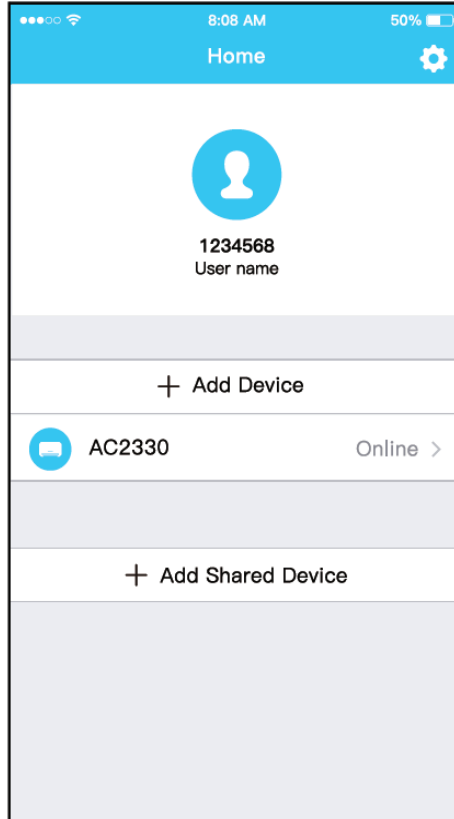 8:08 AM
50%
Home
1234568
User name
+ Add Device
AC2330
Online >
+ Add Shared Device